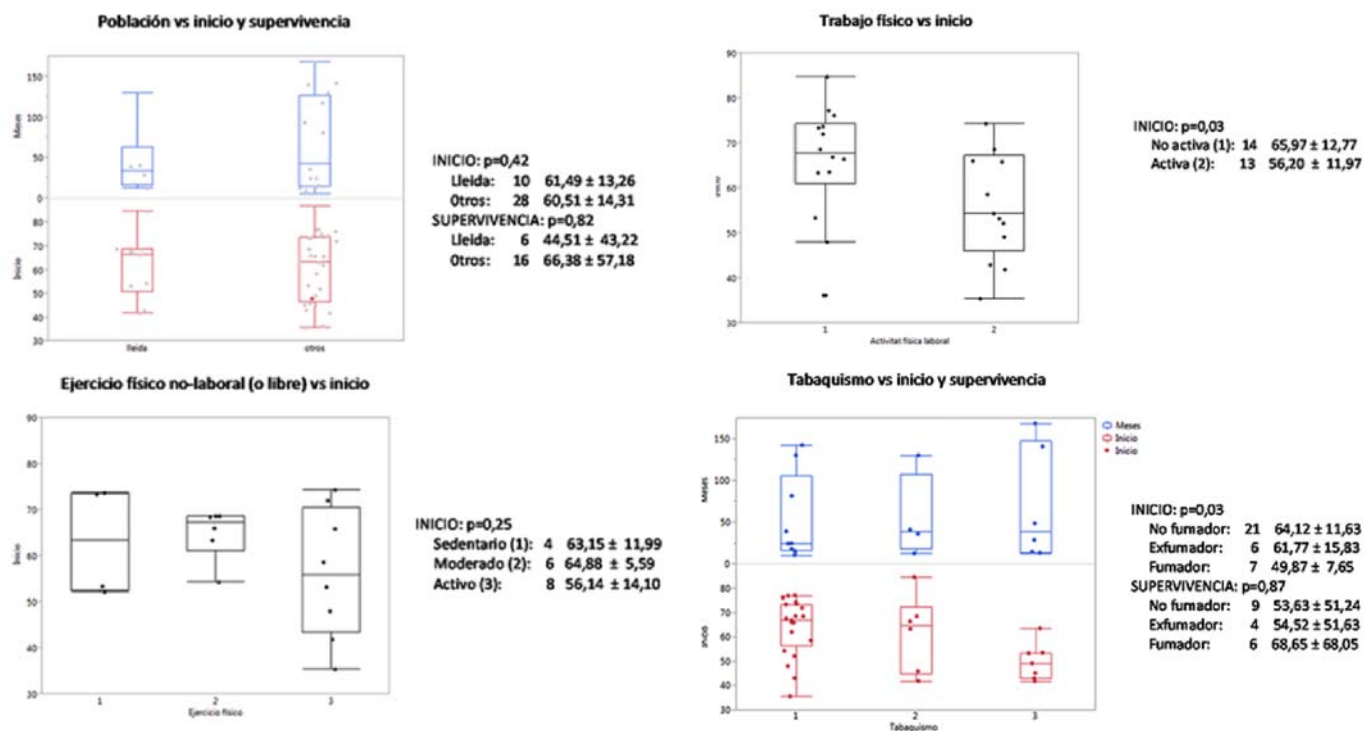 Población vs inicio y supervivencia
Meses
150
100
50
0
Inicio
90
80
70
60
50
40
30
lleida
otros
INICIO: p=0,42
Lleida: 10 61,49 ± 13,26
Otros: 28 60,51 ± 14,31
SUPERVIVENCIA: p=0,82
Lleida: 6 44,51 ± 43,22
Otros: 16 66,38 ± 57,18
Trabajo físico vs inicio
90
80
70
60
50
40
30
1
2
Activitat física laboral
INICIO: p=0,03
No activa (1): 14 65,97 ± 12,77
Activa (2): 13 56,20 ± 11,97
Ejercicio físico no-laboral (o libre) vs inicio
Inicio
90
80
70
60
50
40
30
1
2
3
Ejercicio físico
INICIO: p=0,25
Sedentario (1): 4 63,15 ± 11,99
Moderado (2): 6 64,88 ± 5,59
Activo (3): 8 56,14 ± 14,10
Tabaquismo vs inicio y supervivencia
Meses
150
100
50
0
Inicio
90
80
70
60
50
40
30
1
2
3
Tabaquismo
Meses
Inicio
Inicio
INICIO: p=0,03
No fumador: 21 64,12 ± 11,63
Exfumador: 6 61,77 ± 15,83
Fumador: 7 49,87 ± 7,65
SUPERVIVENCIA: p=0,87
No fumador: 9 53,63 ± 51,24
Exfumador: 4 54,52 ± 51,63
Fumador: 6 68,65 ± 68,05